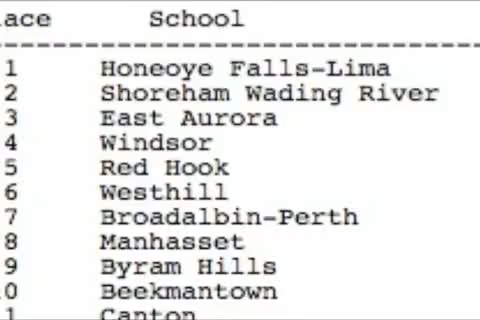 lace School
--------------------------------
1 Honeoye Falls-Lima
2 Shoreham Wading River
3 East Aurora
4 Windsor
5 Red Hook
6 Westhill
7 Broadalbin-Perth
8 Manhasset
9 Byram Hills
0 Beekmantown
1 Canton